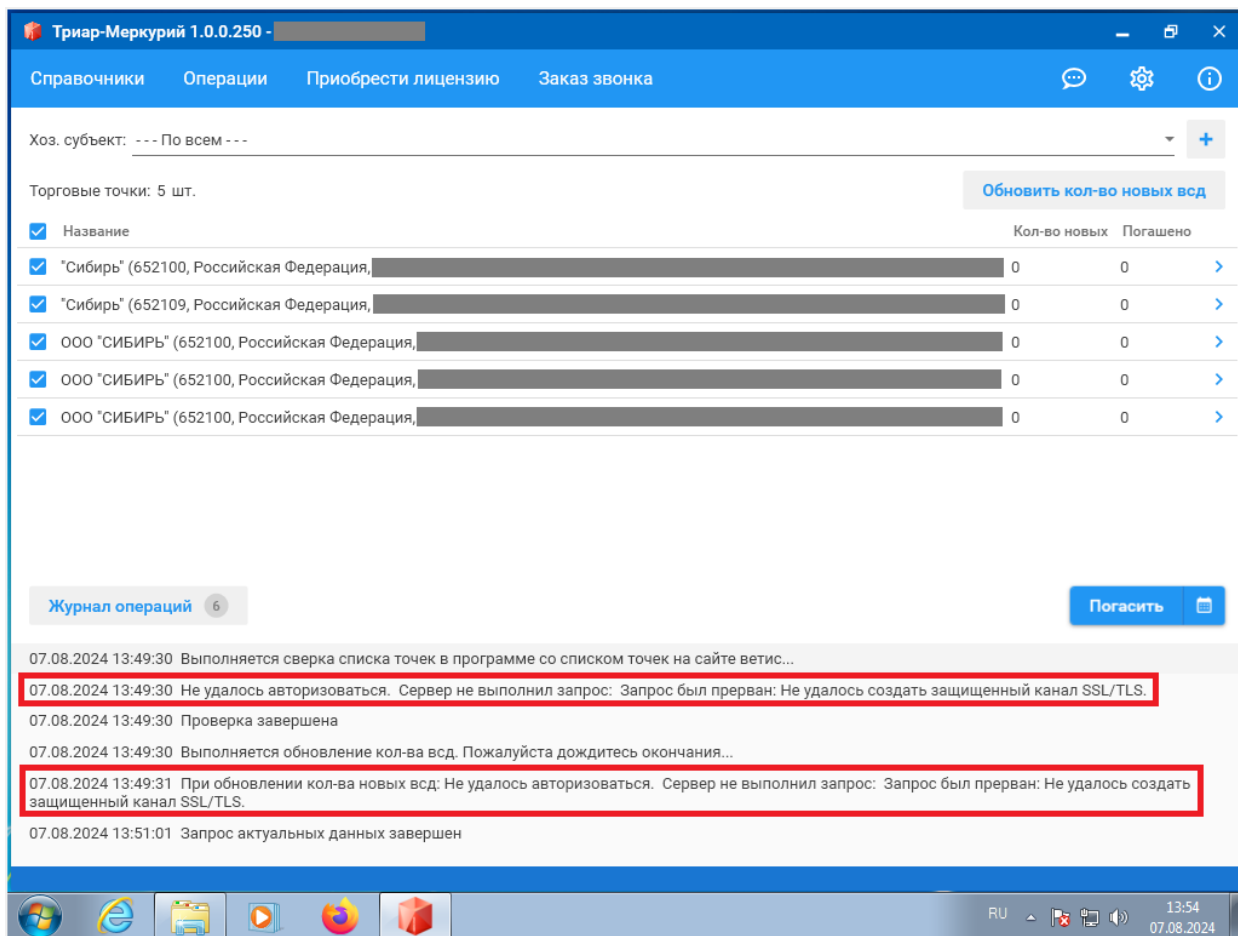 Триар-Меркурий 1.0.0.250 -
Справочники Операции Приобрести лицензию Заказ звонка
Хоз. субъект: - - - По всем - - -
Торговые точки: 5 шт. Обновить кол-во новых всд
Название Кол-во новых Погашено
"Сибирь" (652100, Российская Федерация, 0 0
"Сибирь" (652109, Российская Федерация, 0 0
ООО "СИБИРЬ" (652100, Российская Федерация, 0 0
ООО "СИБИРЬ" (652100, Российская Федерация, 0 0
ООО "СИБИРЬ" (652100, Российская Федерация, 0 0
Журнал операций 6 Погасить
07.08.2024 13:49:30 Выполняется сверка списка точек в программе со списком точек на сайте ветис...
07.08.2024 13:49:30 Не удалось авторизоваться. Сервер не выполнил запрос: Запрос был прерван: Не удалось создать защищенный канал SSL/TLS.
07.08.2024 13:49:30 Проверка завершена
07.08.2024 13:49:30 Выполняется обновление кол-ва всд. Пожалуйста дождитесь окончания...
07.08.2024 13:49:31 При обновлении кол-ва новых всд: Не удалось авторизоваться. Сервер не выполнил запрос: Запрос был прерван: Не удалось создать
защищенный канал SSL/TLS.
07.08.2024 13:51:01 Запрос актуальных данных завершен
RU 13:54
07.08.2024